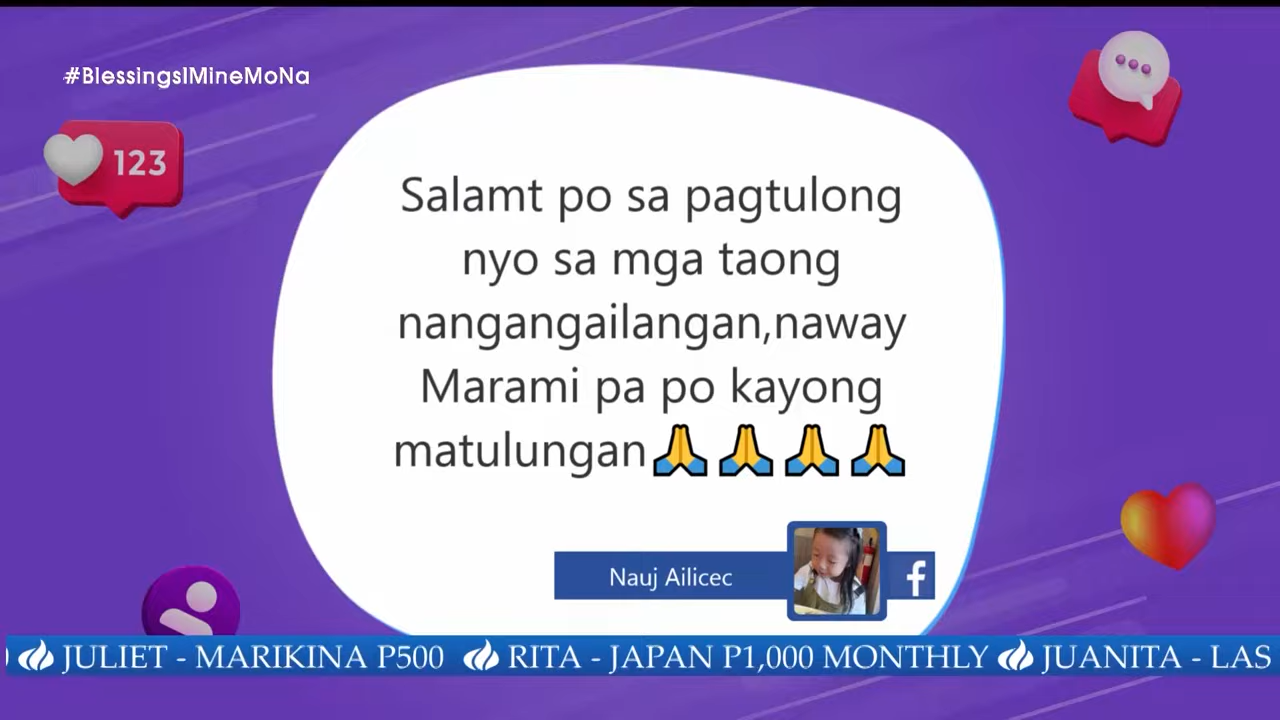 #BlessingsIMineMoNa
123
Salamt po sa pagtulong
nyo sa mga taong
nangangailangan,naway
Marami pa po kayong
matulungan🙏🙏🙏🙏
Nauj Ailicec
f
JULIET - MARIKINA P500 RITA - JAPAN P1,000 MONTHLY JUANITA - LAS